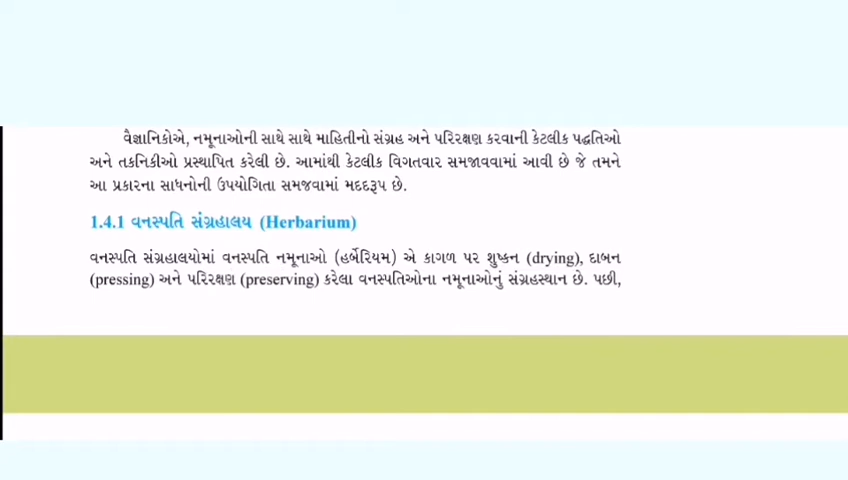 વૈજ્ઞાનિકોએ, નમૂનાઓની સાથે સાથે માહિતીનો સંગ્રહ અને પરિરક્ષણ કરવાની કેટલીક પદ્ધતિઓ
અને તકનિકીઓ પ્રસ્થાપિત કરેલી છે. આમાંથી કેટલીક વિગતવાર સમજાવવામાં આવી છે જે તમને
આ પ્રકારના સાધનોની ઉપયોગિતા સમજવામાં મદદરૂપ છે.
1.4.1 વનસ્પતિ સંગ્રહાલય (Herbarium)
વનસ્પતિ સંગ્રહાલયોમાં વનસ્પતિ નમૂનાઓ (હર્બેરિયમ) એ કાગળ પર શુષ્કન (drying), દાબન
(pressing) અને પરિરક્ષણ (preserving) કરેલા વનસ્પતિઓના નમૂનાઓનું સંગ્રહસ્થાન છે. પછી,